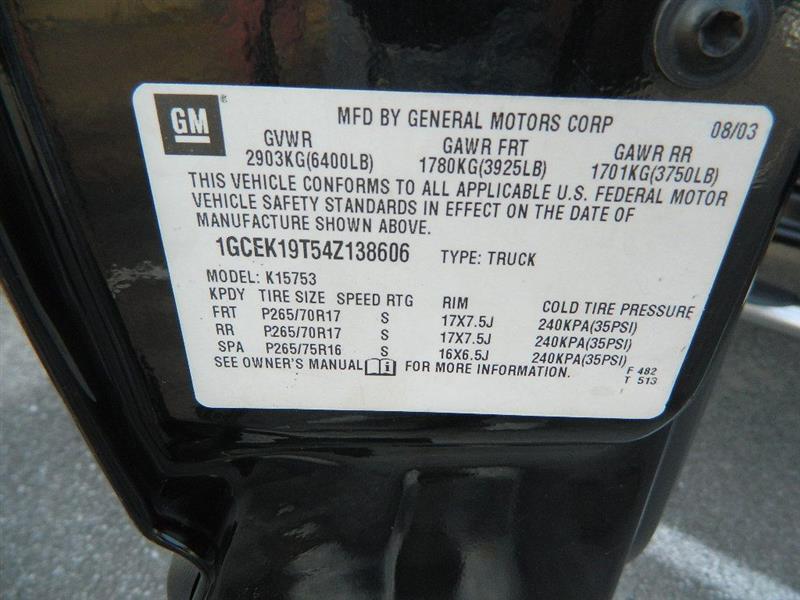 GM ® MFD BY GENERAL MOTORS CORP 08/03
GVWR GAWR FRT GAWR RR
2903KG(6400LB) 1780KG(3925LB) 1701KG(3750LB)
THIS VEHICLE CONFORMS TO ALL APPLICABLE U.S. FEDERAL MOTOR
VEHICLE SAFETY STANDARDS IN EFFECT ON THE DATE OF
MANUFACTURE SHOWN ABOVE.
1GCEK19T54Z138606 TYPE: TRUCK
MODEL: K15753
KPDY TIRE SIZE SPEED RTG RIM COLD TIRE PRESSURE
FRT P265/70R17 S 17X7.5J 240KPA(35PSI)
RR P265/70R17 S 17X7.5J 240KPA(35PSI)
SPA P265/75R16 S 16X6.5J 240KPA(35PSI)
SEE OWNER'S MANUAL i FOR MORE INFORMATION.
F 482
T 513